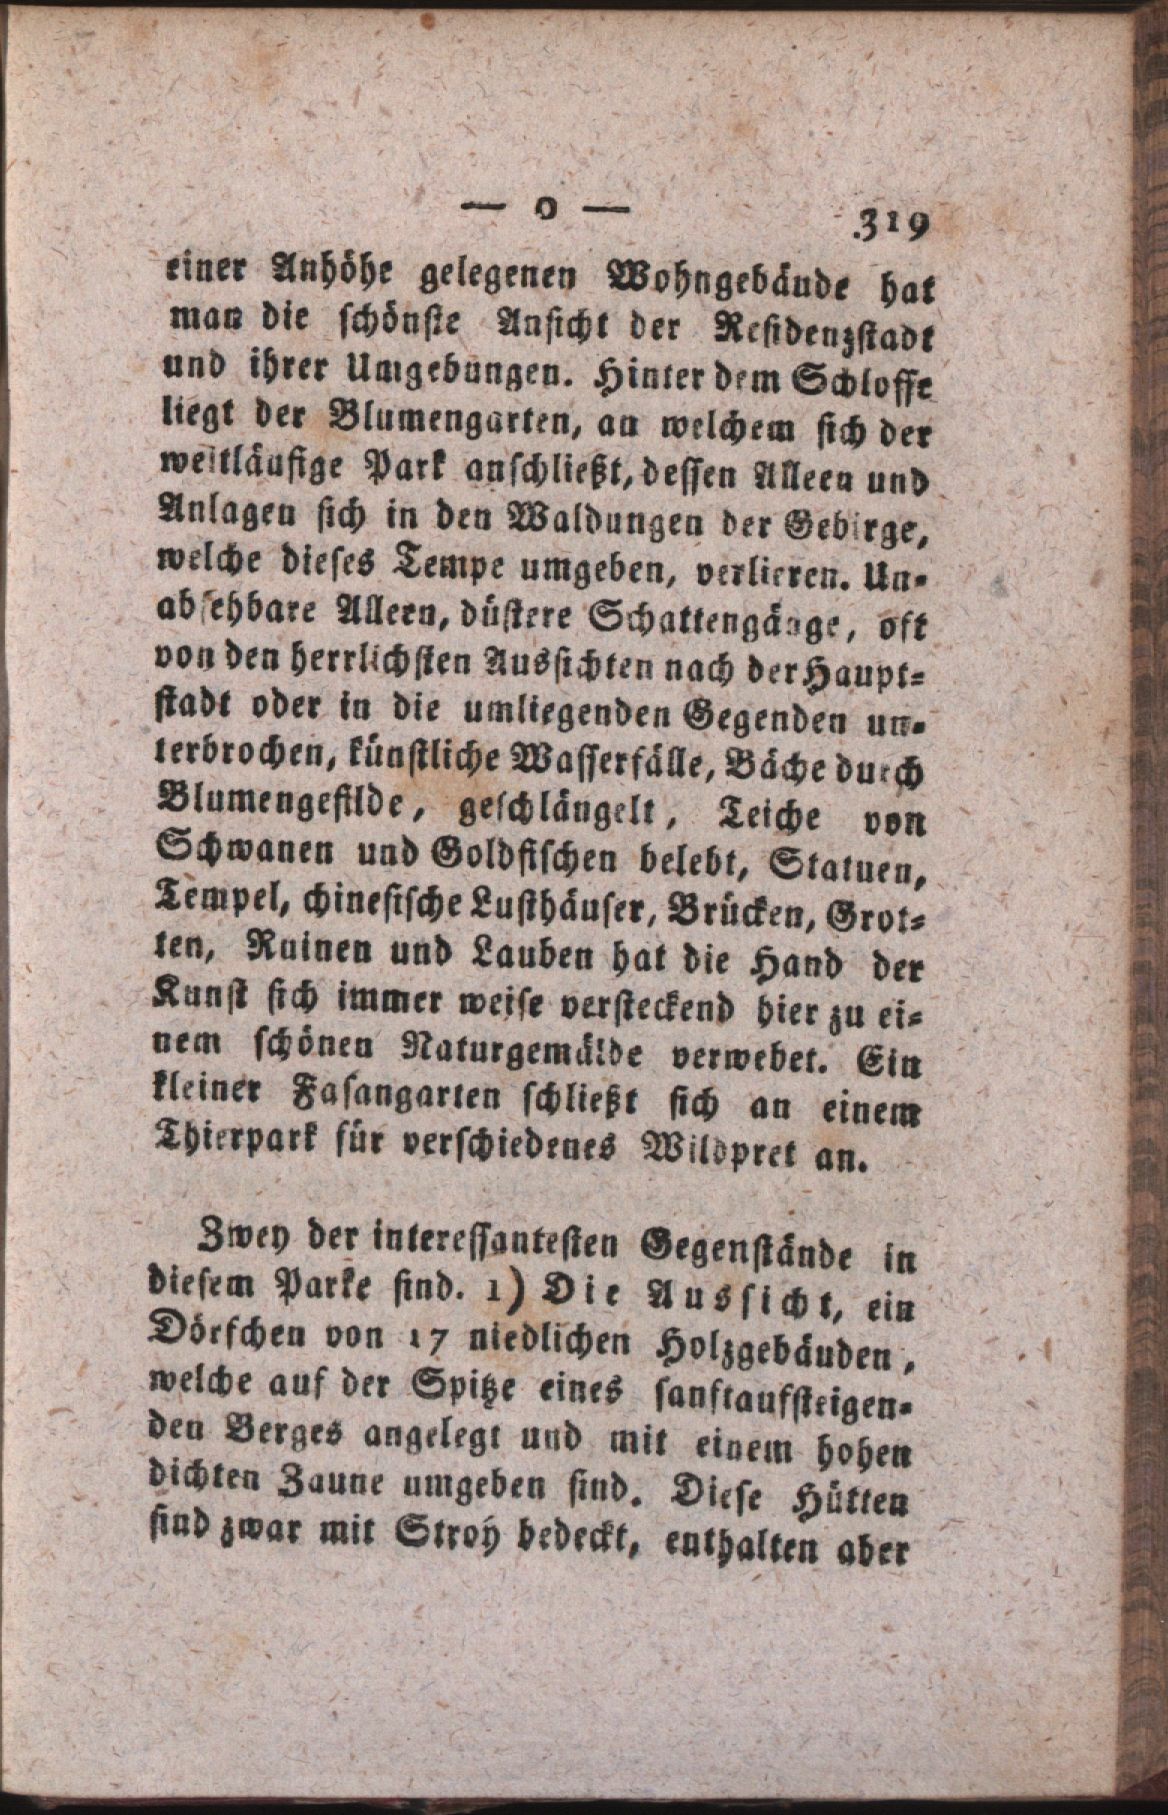 — o — 319
einer Anhöhe gelegenen Wohngebäude hat
man die schönste Ansicht der Residenzstadt
und ihrer Umgebungen. Hinter dem Schlosse
liegt der Blumengarten, an welchem sich der
weitläufige Park anschließt, dessen Alleen und
Anlagen sich in den Waldungen der Gebirge,
welche dieses Tempe umgeben, verlieren. Un-
absehbare Alleen, düstere Schattengänge, oft
von den herrlichsten Aussichten nach der Haupt-
stadt oder in die umliegenden Gegenden un-
terbrochen, künstliche Wasserfälle, Bäche durch
Blumengefilde, geschlängelt, Teiche von
Schwanen und Goldfischen belebt, Statuen,
Tempel, chinesische Lusthäuser, Brücken, Grot-
ten, Ruinen und Lauben hat die Hand der
Kunst sich immer weise versteckend hier zu ei-
nem schönen Naturgemälde verwebet. Ein
kleiner Fasangarten schließt sich an einem
Thierpark für verschiedenes Wildpret an.
Zwey der interessantesten Gegenstände in
diesem Parke sind. 1) Die Aussicht, ein
Dörfchen von 17 niedlichen Holzgebäuden,
welche auf der Spitze eines sanftaufsteigen-
den Berges angelegt und mit einem hohen
dichten Zaune umgeben sind. Diese Hütten
sind zwar mit Stroh bedeckt, enthalten aber